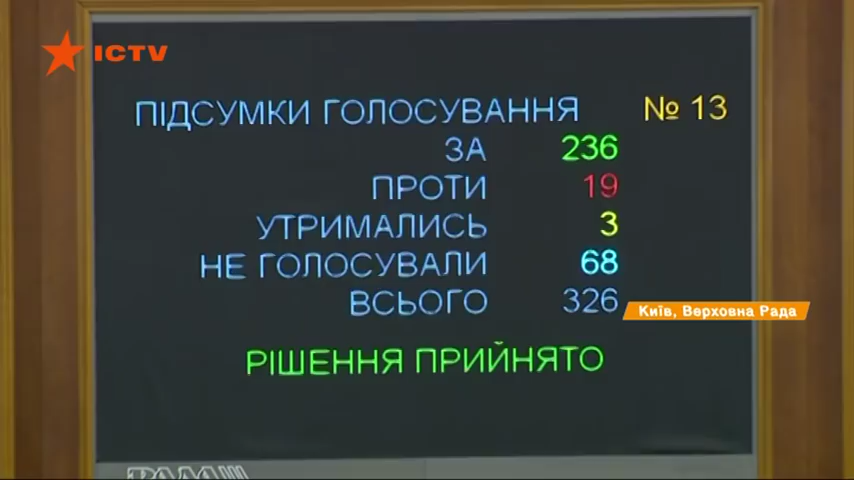 ICTV
ПІДСУМКИ ГОЛОСУВАННЯ № 13
ЗА 236
ПРОТИ 19
УТРИМАЛИСЬ 3
НЕ ГОЛОСУВАЛИ 68
ВСЬОГО 326
Київ, Верховна Рада
РІШЕННЯ ПРИЙНЯТО